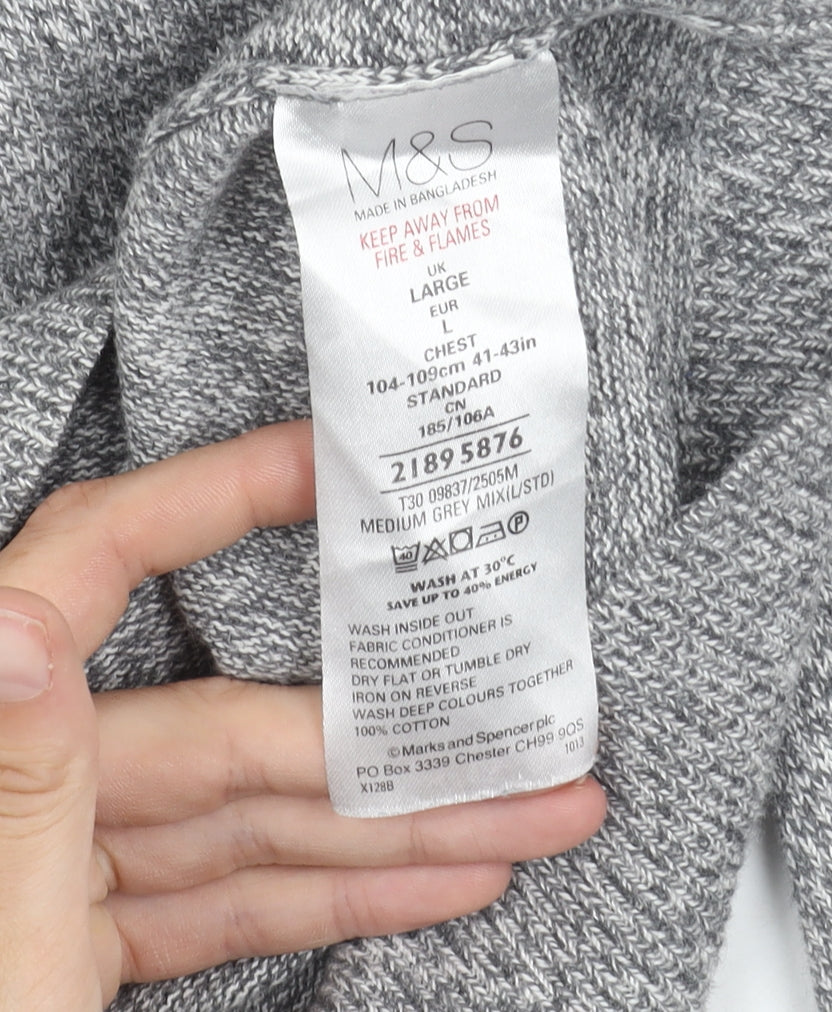 M&S
MADE IN BANGLADESH
KEEP AWAY FROM
FIRE & FLAMES
UK
LARGE
EUR
L
CHEST
104-109cm 41-43in
STANDARD
CN
185/106A
21895876
T30 09837/2505M
MEDIUM GREY MIX(L/STD)
40 P
WASH AT 30°C
SAVE UP TO 40% ENERGY
WASH INSIDE OUT
FABRIC CONDITIONER IS
RECOMMENDED
DRY FLAT OR TUMBLE DRY
IRON ON REVERSE
WASH DEEP COLOURS TOGETHER
100% COTTON
©Marks and Spencer plc
PO Box 3339 Chester CH99 9QS
1013
X128B